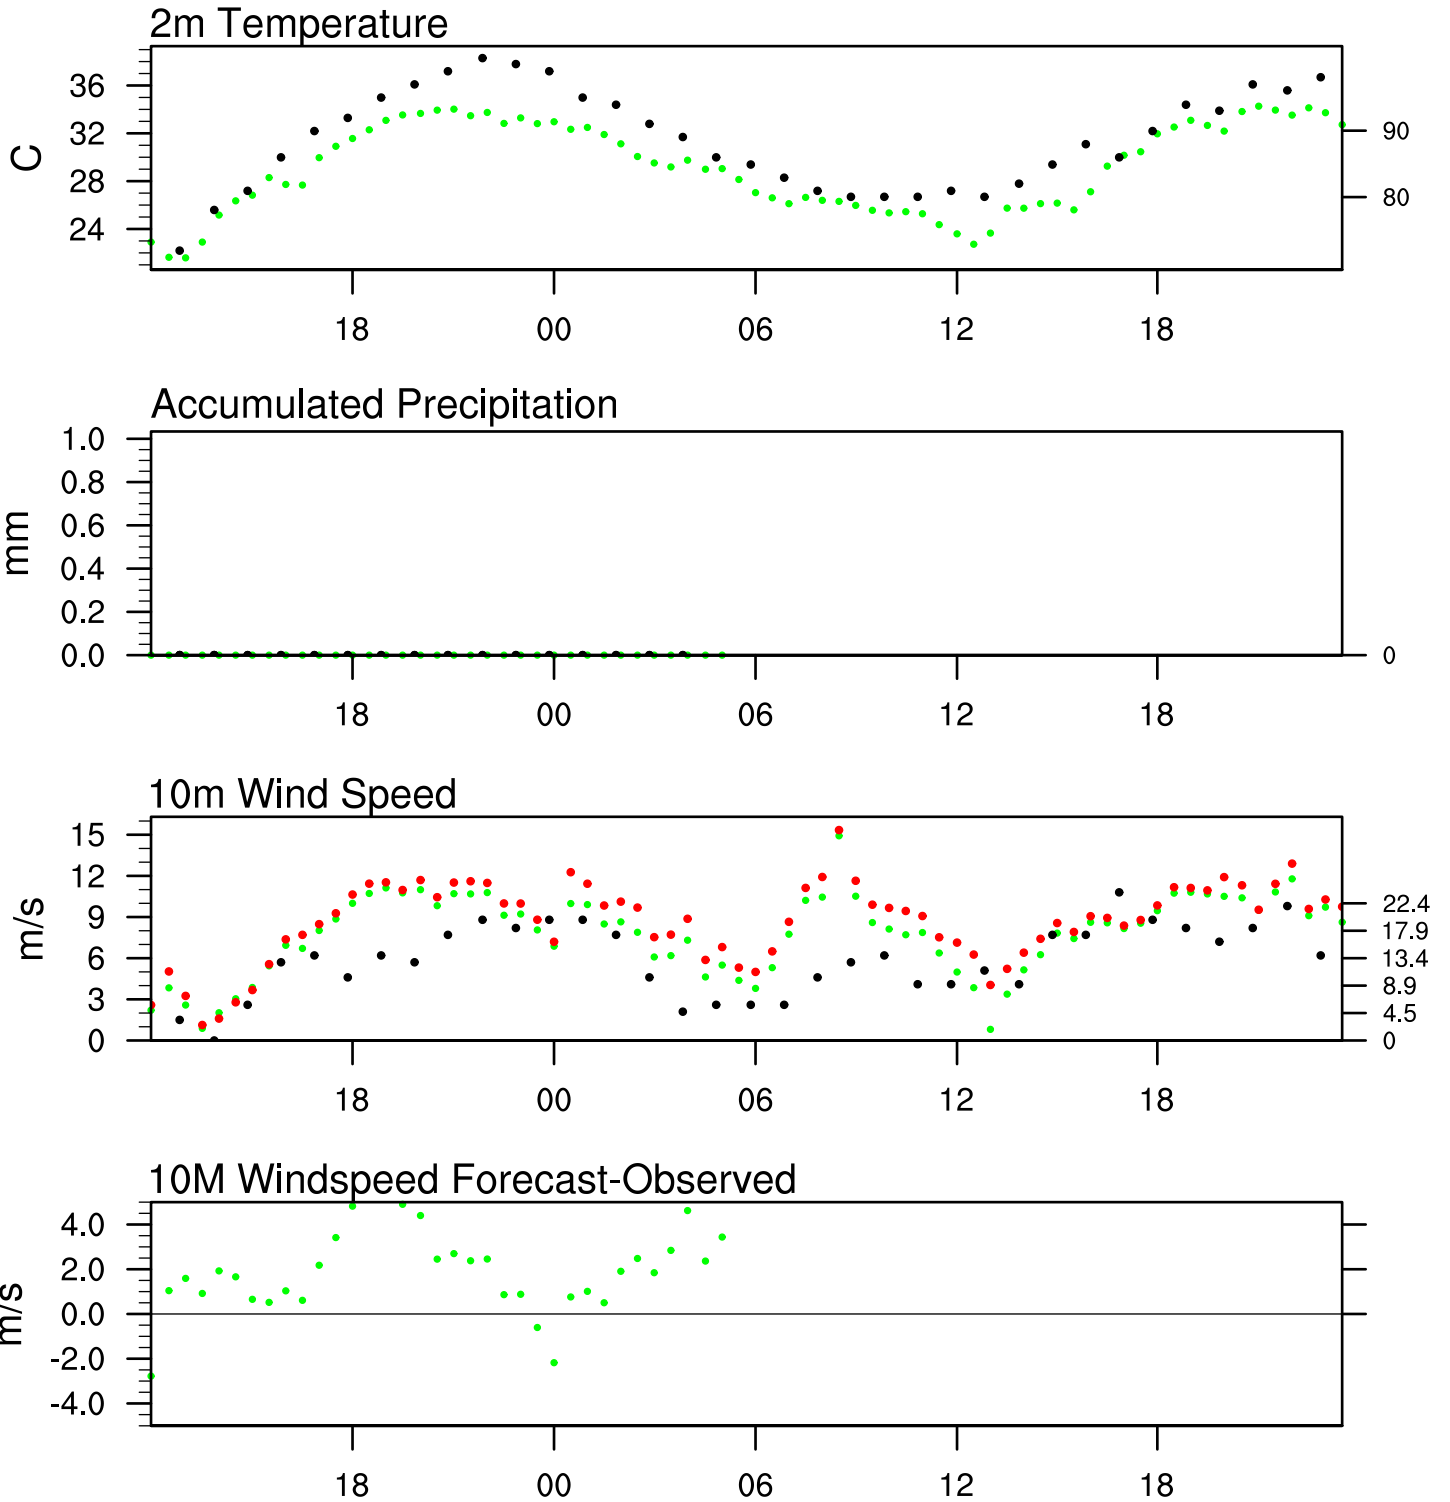 2m Temperature
36
32
28
24
C
90
80
18 00 06 12 18
Accumulated Precipitation
1.0
0.8
0.6
0.4
0.2
0.0
mm
0
18 00 06 12 18
10m Wind Speed
15
12
9
6
3
0
m/s
22.4
17.9
13.4
8.9
4.5
0
18 00 06 12 18
10M Windspeed Forecast-Observed
4.0
2.0
0.0
-2.0
-4.0
m/s
18 00 06 12 18